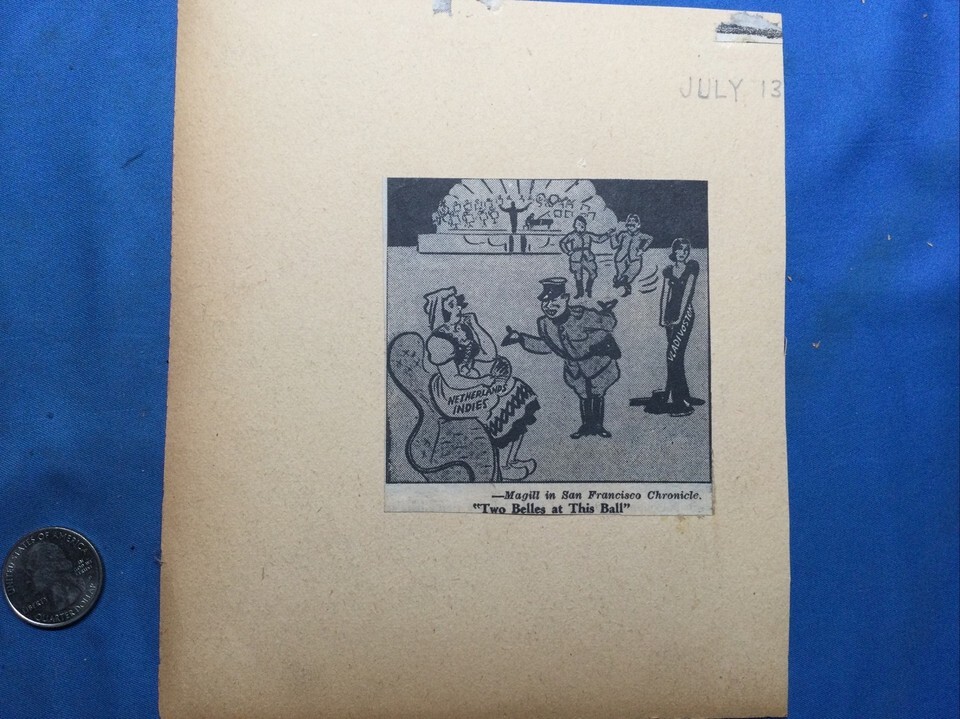 JULY 13
VLADIVOSTOK
NETHERLANDS
INDIES
—Magill in San Francisco Chronicle.
"Two Belles at This Ball"
UNITED STATES OF AMERICA
LIBERTY
QUARTER DOLLAR